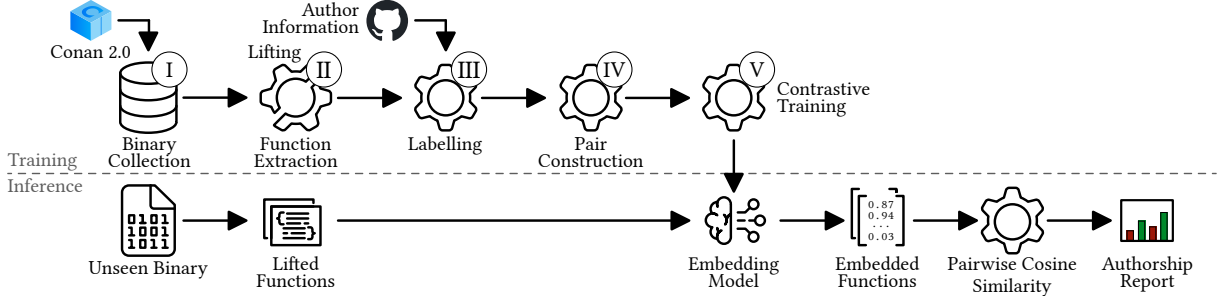 Conan 2.0
Author
Information
Lifting
I
II
III
IV
V
Contrastive
Training
Binary
Collection
Function
Extraction
Labelling
Pair
Construction
Training
Inference
0101
0101
1011
0.87
0.94
...
0.03
Unseen Binary
Lifted
Functions
Embedding
Model
Embedded
Functions
Pairwise Cosine
Similarity
Authorship
Report